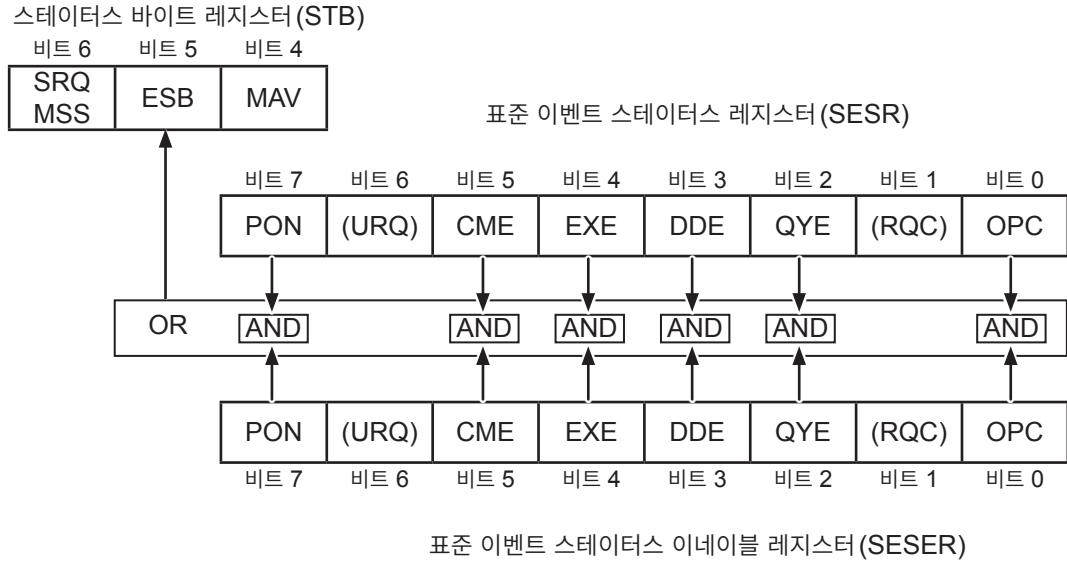 스테이터스 바이트 레지스터(STB)
비트 6 비트 5 비트 4
SRQ MSS ESB MAV
표준 이벤트 스테이터스 레지스터(SESR)
비트 7 비트 6 비트 5 비트 4 비트 3 비트 2 비트 1 비트 0
PON (URQ) CME EXE DDE QYE (RQC) OPC
OR AND AND AND AND AND AND
PON (URQ) CME EXE DDE QYE (RQC) OPC
비트 7 비트 6 비트 5 비트 4 비트 3 비트 2 비트 1 비트 0
표준 이벤트 스테이터스 이네이블 레지스터(SESER)